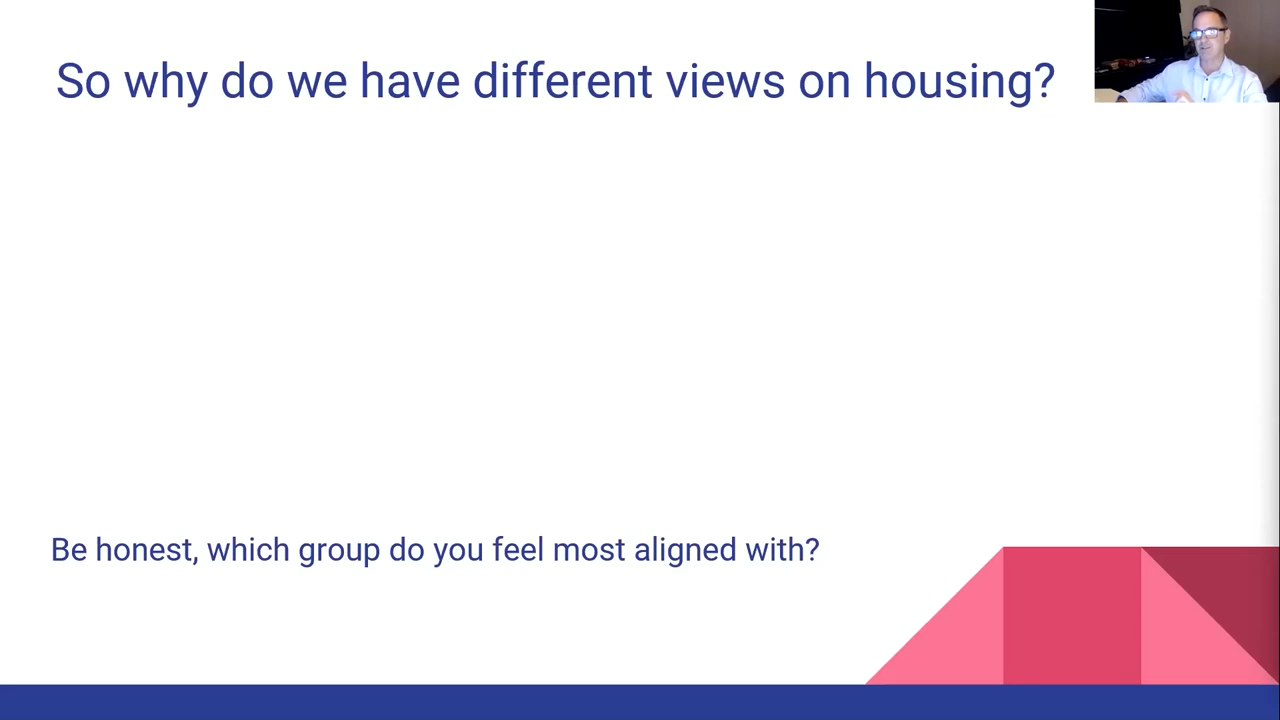 So why do we have different views on housing?
Be honest, which group do you feel most aligned with?